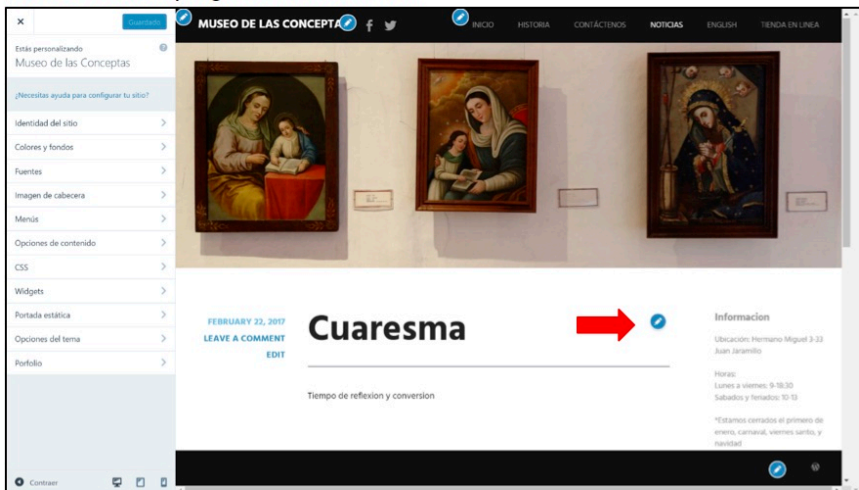 Guardado
Estás personalizando
Museo de las Conceptas
¿Necesitas ayuda para configurar tu sitio?
Identidad del sitio
Colores y fondos
Fuentes
Imagen de cabecera
Menús
Opciones de contenido
CSS
Widgets
Portada estática
Opciones del tema
Porfolio
Contraer
MUSEO DE LAS CONCEPTA
INICIO
HISTORIA
CONTÁCTENOS
NOTICIAS
ENGLISH
TIENDA EN LINEA
FEBRUARY 22, 2017
LEAVE A COMMENT
EDIT
Cuaresma
Tiempo de reflexion y conversion
Informacion
Ubicación: Hermano Miguel 3-33
Juan Jaramillo
Horas:
Lunes a viernes: 9-18:30
Sabados y feriados: 10-13
*Estamos cerrados el primero de
enero, carnaval, viernes santo, y
navidad